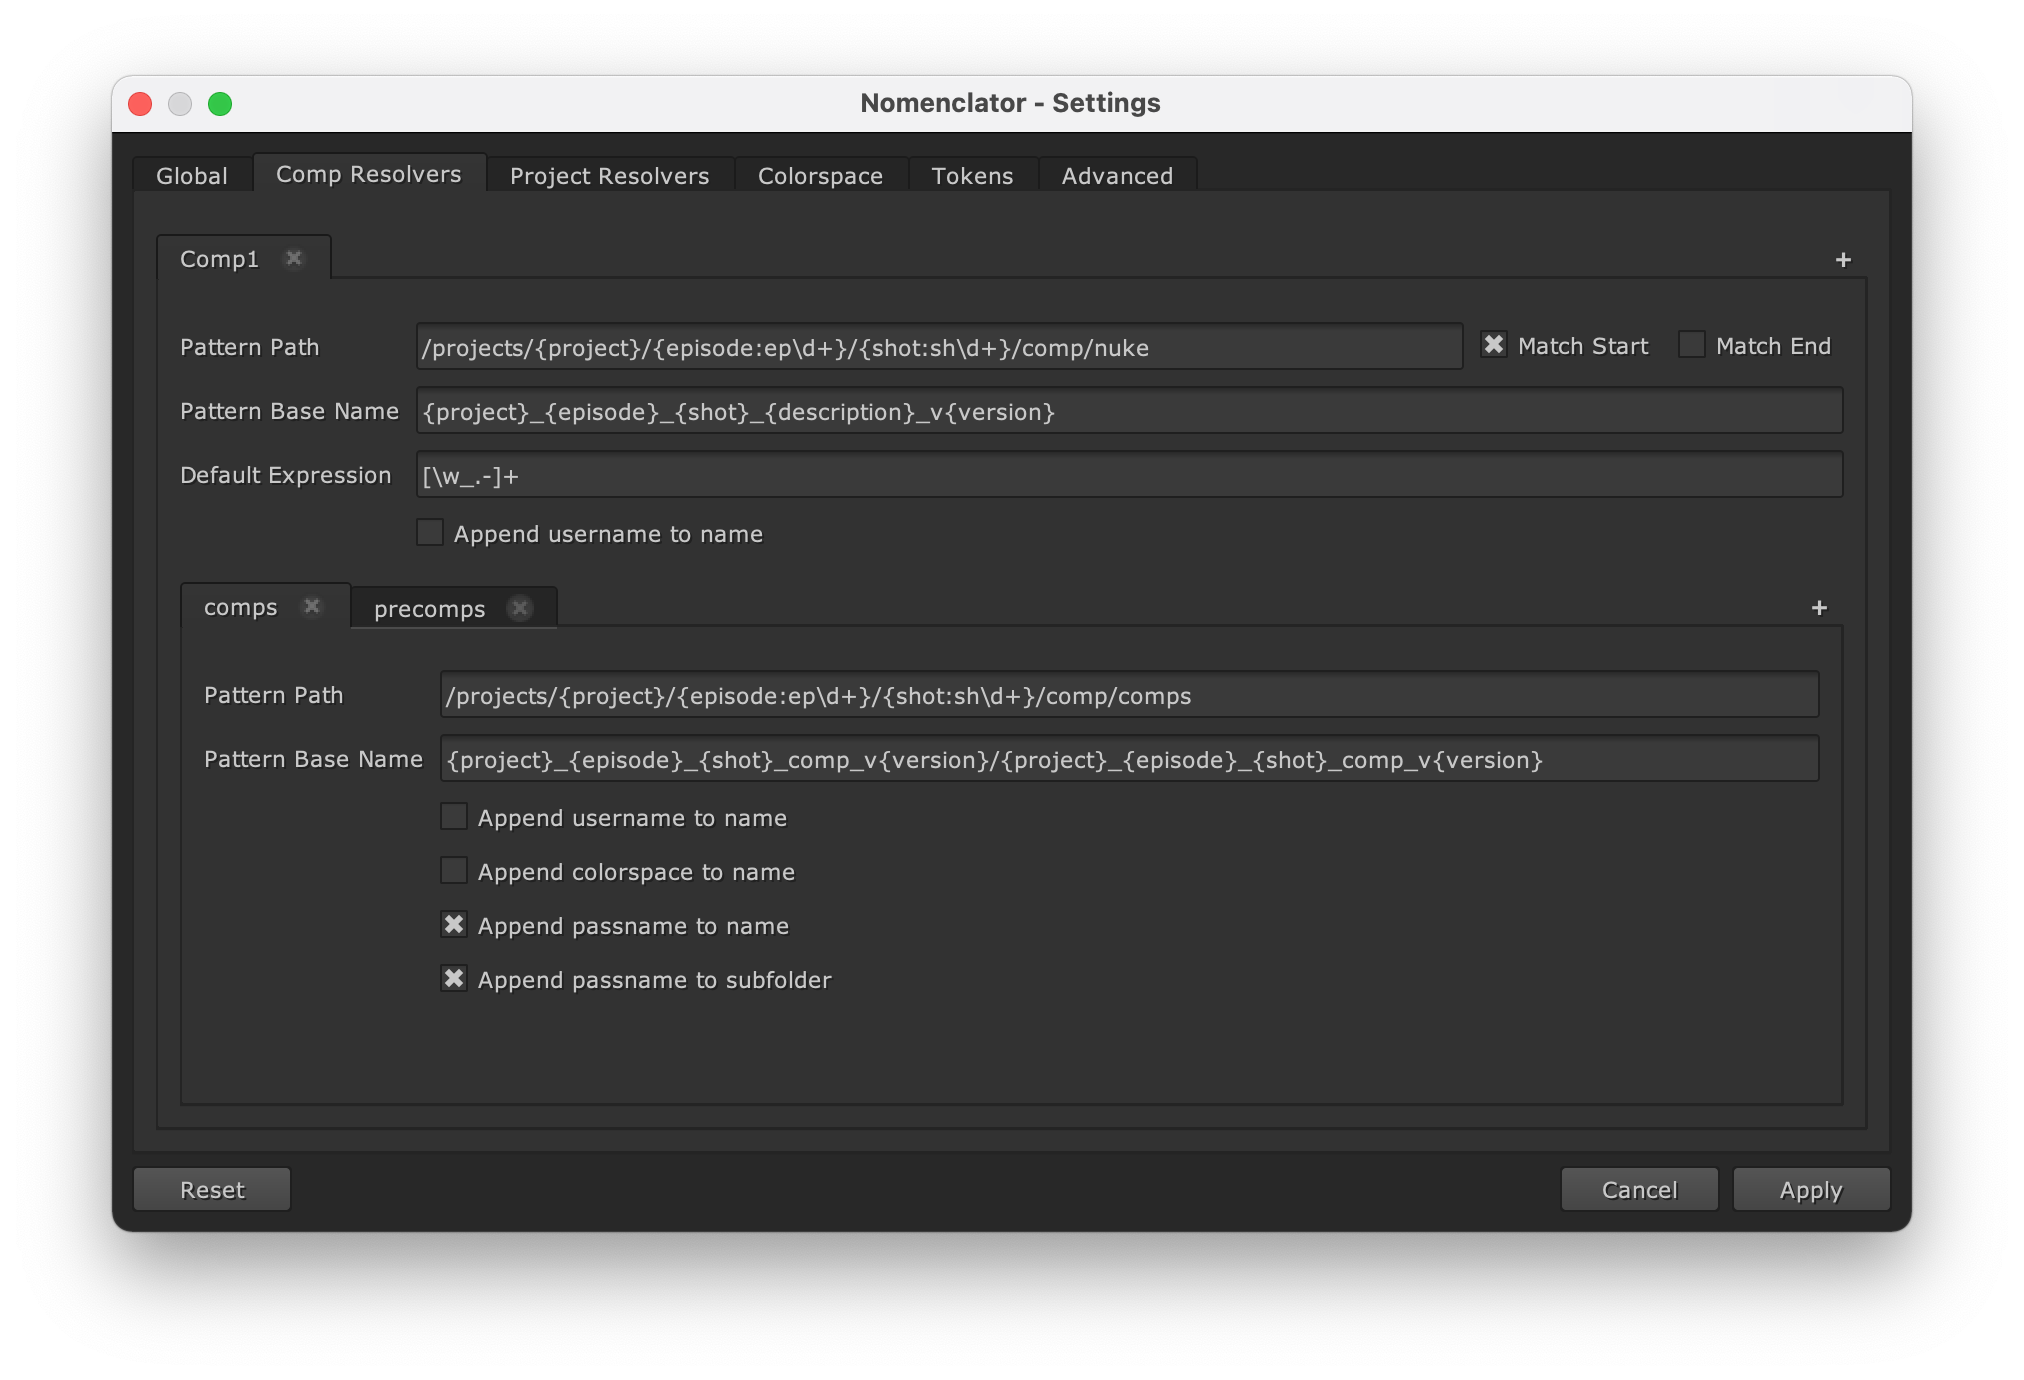 Nomenclator - Settings
Global Comp Resolvers Project Resolvers Colorspace Tokens Advanced
Comp1 +
Pattern Path /projects/{project}/{episode:ep\d+}/{shot:sh\d+}/comp/nuke Match Start Match End
Pattern Base Name {project}_{episode}_{shot}_{description}_v{version}
Default Expression [\w_.-]+
Append username to name
comps precomps +
Pattern Path /projects/{project}/{episode:ep\d+}/{shot:sh\d+}/comp/comps
Pattern Base Name {project}_{episode}_{shot}_comp_v{version}/{project}_{episode}_{shot}_comp_v{version}
Append username to name
Append colorspace to name
Append passname to name
Append passname to subfolder
Reset Cancel Apply